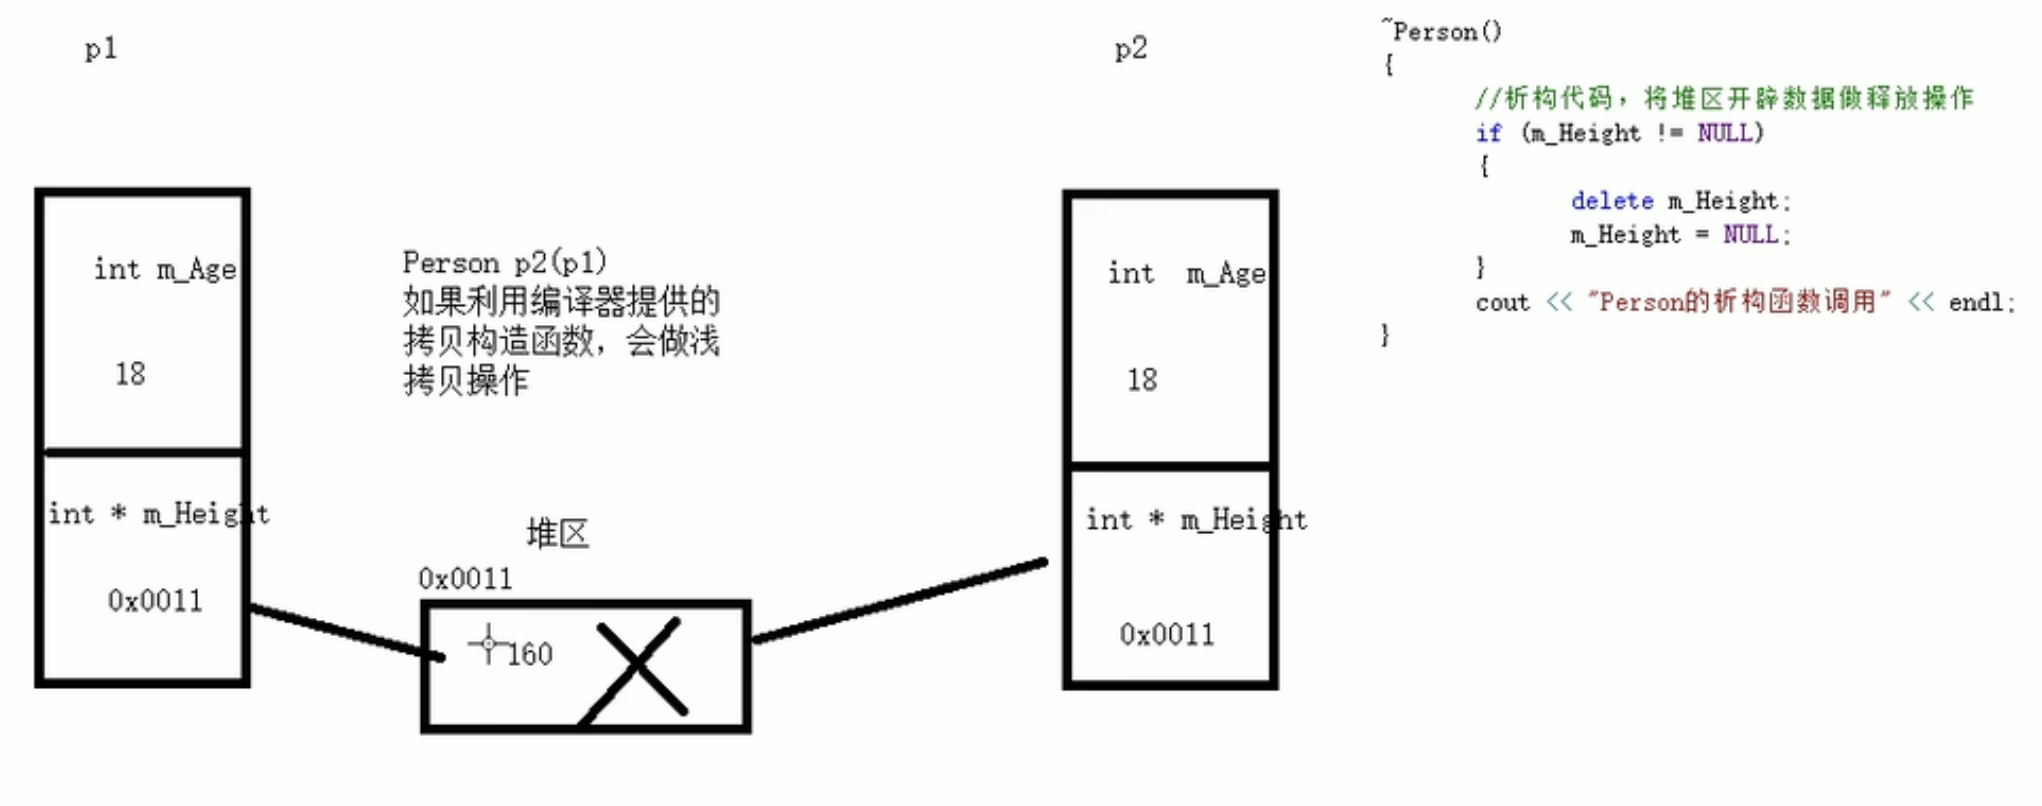 p1
int m_Age
18
int * m_Height
0x0011
Person p2(p1)
如果利用编译器提供的
拷贝构造函数，会做浅
拷贝操作
堆区
0x0011
160
p2
int  m_Age
18
int * m_Height
0x0011
~Person()
{
//析构代码，将堆区开辟数据做释放操作
if (m_Height != NULL)
{
delete m_Height;
m_Height = NULL;
}
cout << "Person的析构函数调用" << endl;
}